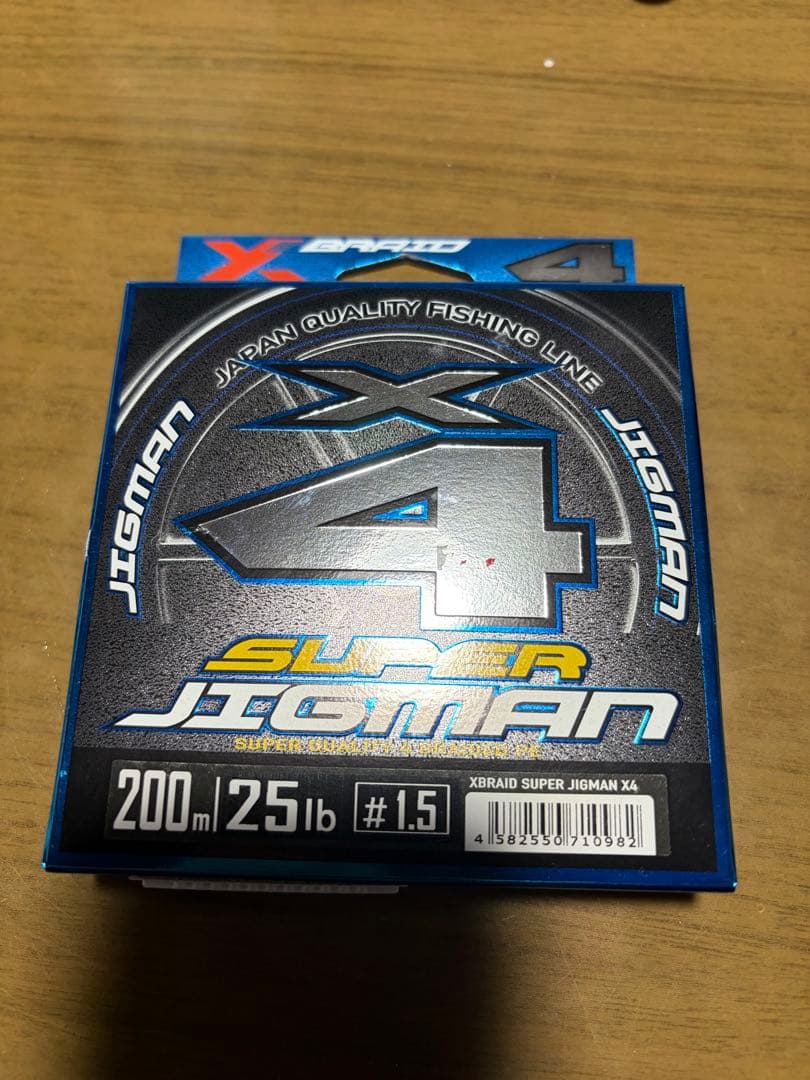 X BRAID 4
JAPAN QUALITY FISHING LINE
JIGMAN
JIGMAN
X
4
SUPER
JIGMAN
SUPER QUALITY 4 BRAIDED PE
200m 25lb #1.5
XBRAID SUPER JIGMAN X4
4 582550 710982